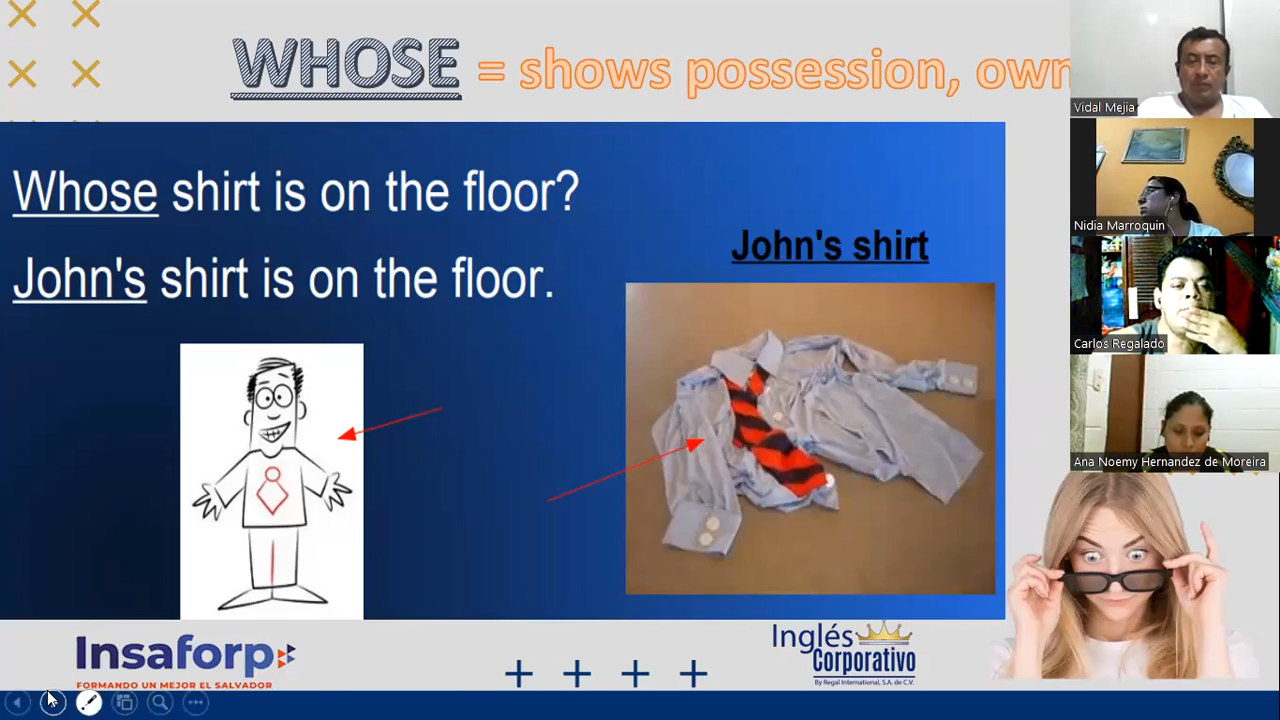 WHOSE = shows possession, own
Whose shirt is on the floor?
John's shirt is on the floor.
John's shirt
Vidal Mejia
Nidia Marroquin
Carlos Regalado
Ana Noemy Hernandez de Moreira
Insaforp
FORMANDO UN MEJOR EL SALVADOR
Inglés
Corporativo
By Regal International, S.A. de C.V.